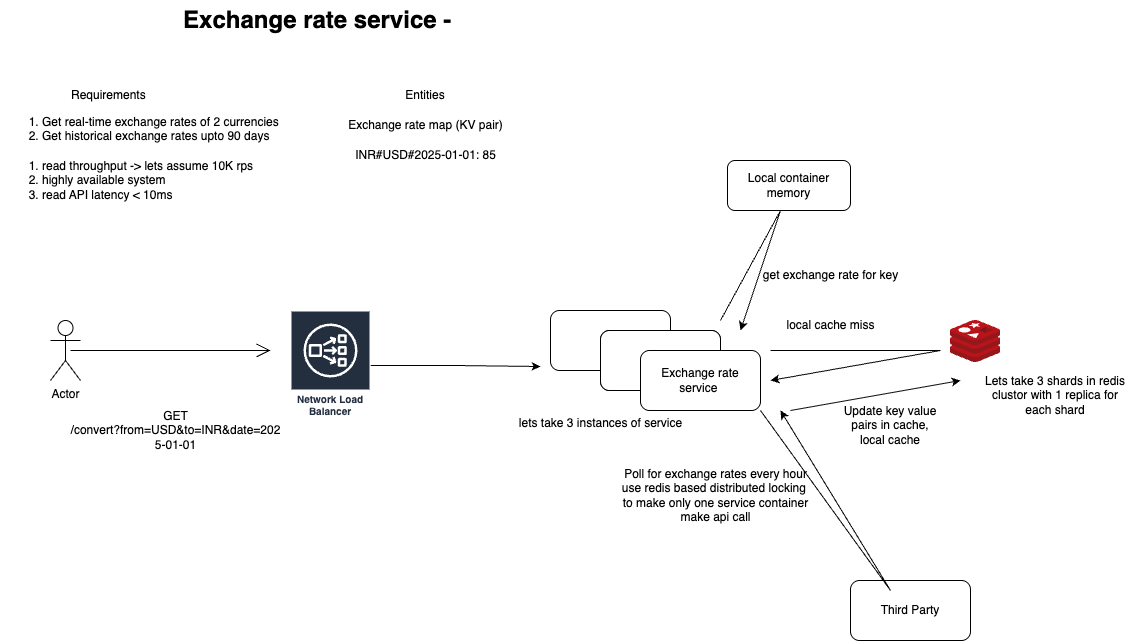 Exchange rate service -
Requirements
1. Get real-time exchange rates of 2 currencies
2. Get historical exchange rates upto 90 days
1. read throughput -> lets assume 10K rps
2. highly available system
3. read API latency < 10ms
Entities
Exchange rate map (KV pair)
INR#USD#2025-01-01: 85
Local container
memory
get exchange rate for key
local cache miss
Actor
GET
/convert?from=USD&to=INR&date=202
5-01-01
Network Load
Balancer
Exchange rate
service
lets take 3 instances of service
Lets take 3 shards in redis
clustor with 1 replica for
each shard
Update key value
pairs in cache,
local cache
Poll for exchange rates every hour
use redis based distributed locking
to make only one service container
make api call
Third Party